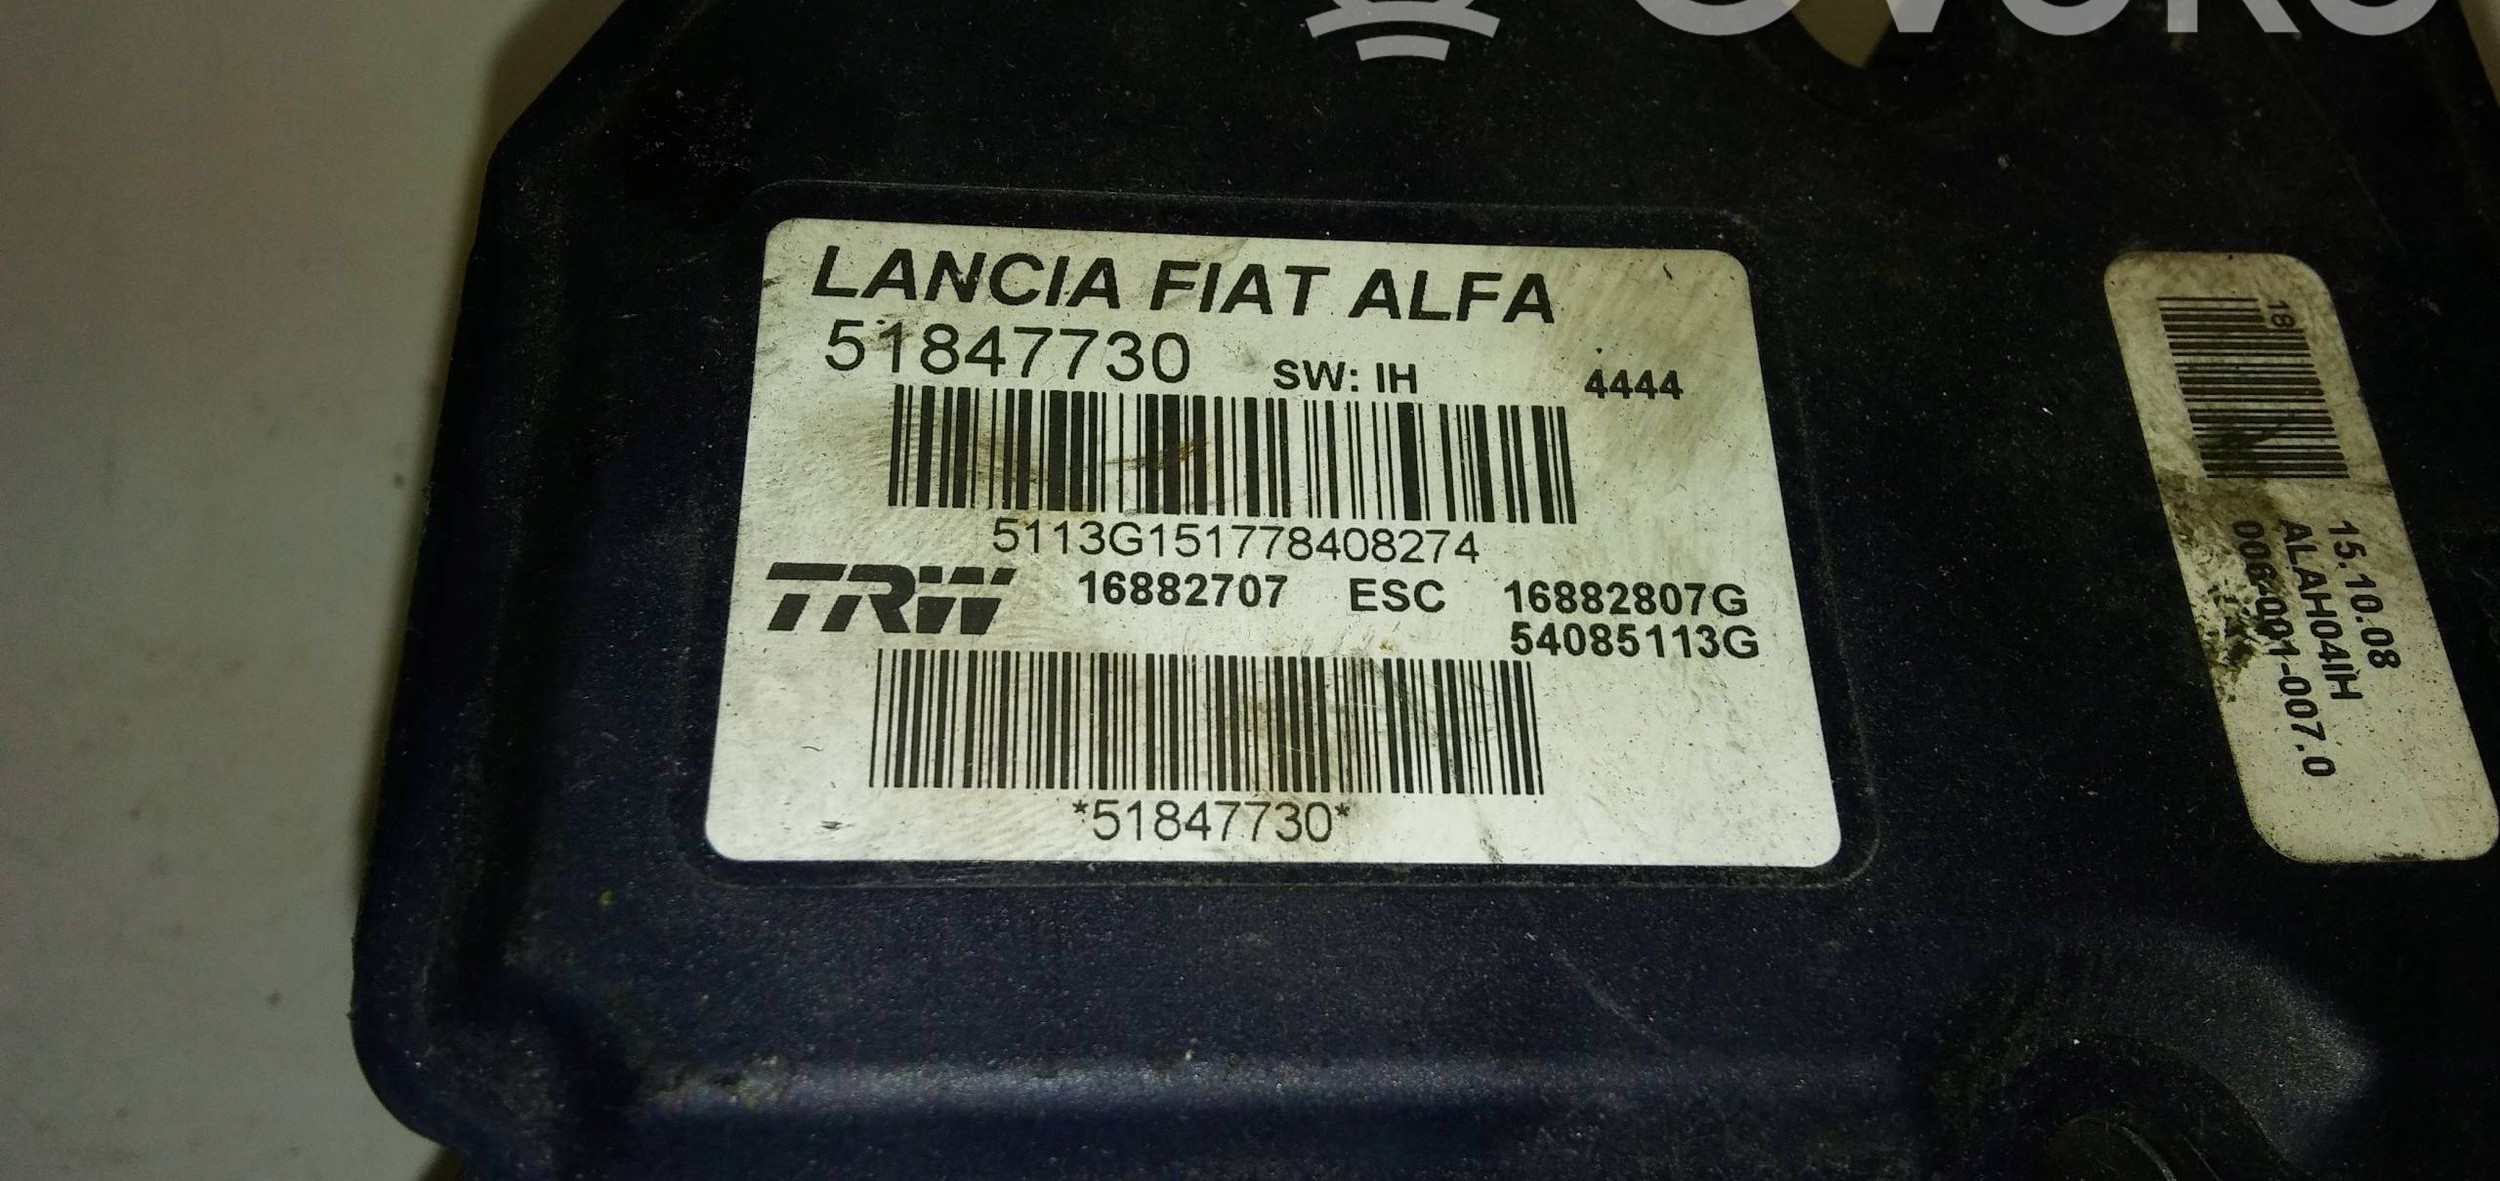 LANCIA FIAT ALFA
51847730 SW: IH 4444
5113G151778408274
TRW 16882707 ESC 16882807G
54085113G
*51847730*
18
15.10.08
ALAH04IH
006-001-007.0